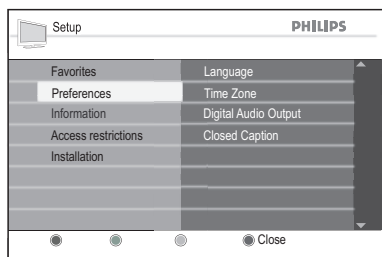 Setup
PHILIPS
Favorites
Preferences
Information
Access restrictions
Installation
Language
Time Zone
Digital Audio Output
Closed Caption
Close